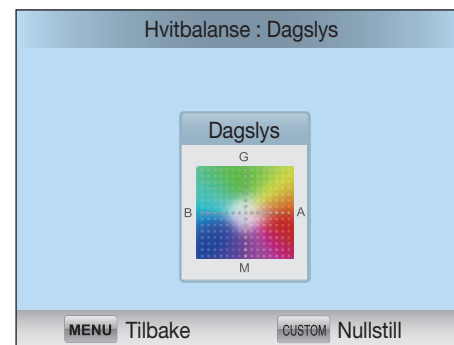 Hvitbalanse : Dagslys
Dagslys
G
B A
M
MENU Tilbake CUSTOM Nullstill